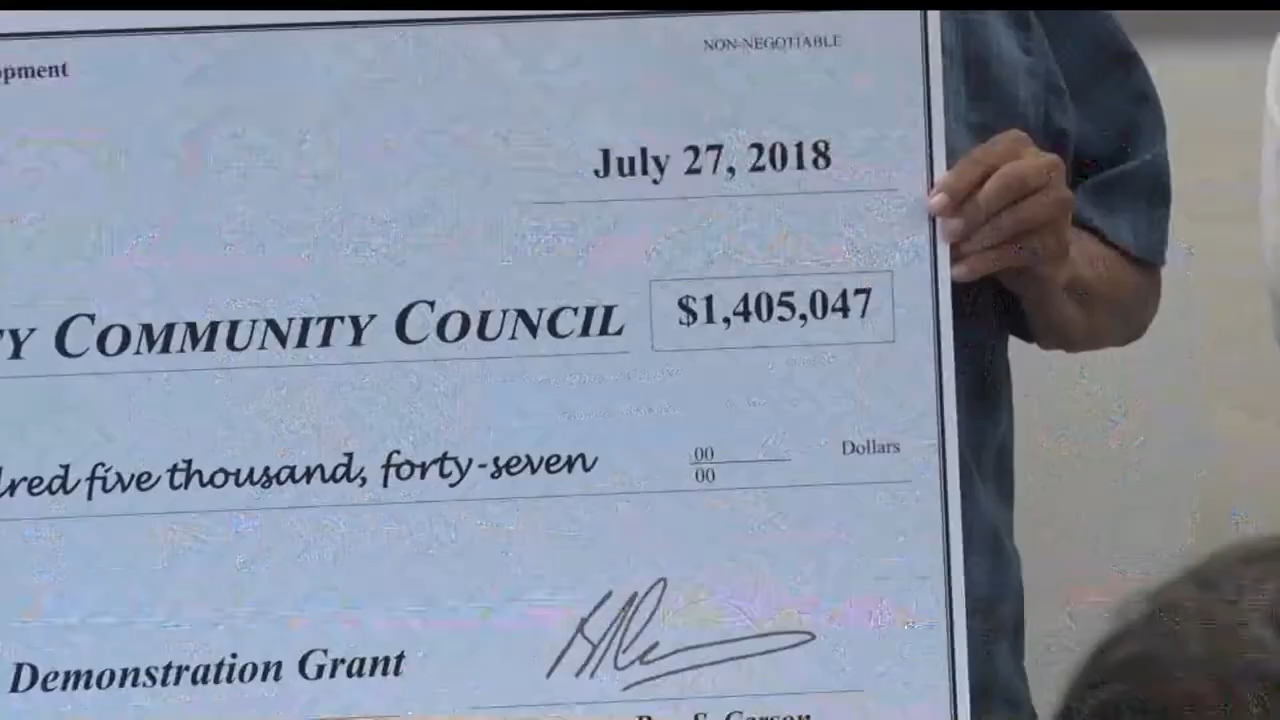 NON-NEGOTIABLE
opment
July 27, 2018
Y COMMUNITY COUNCIL
$1,405,047
dred five thousand, forty-seven
00
00
Dollars
Demonstration Grant
S. Carson